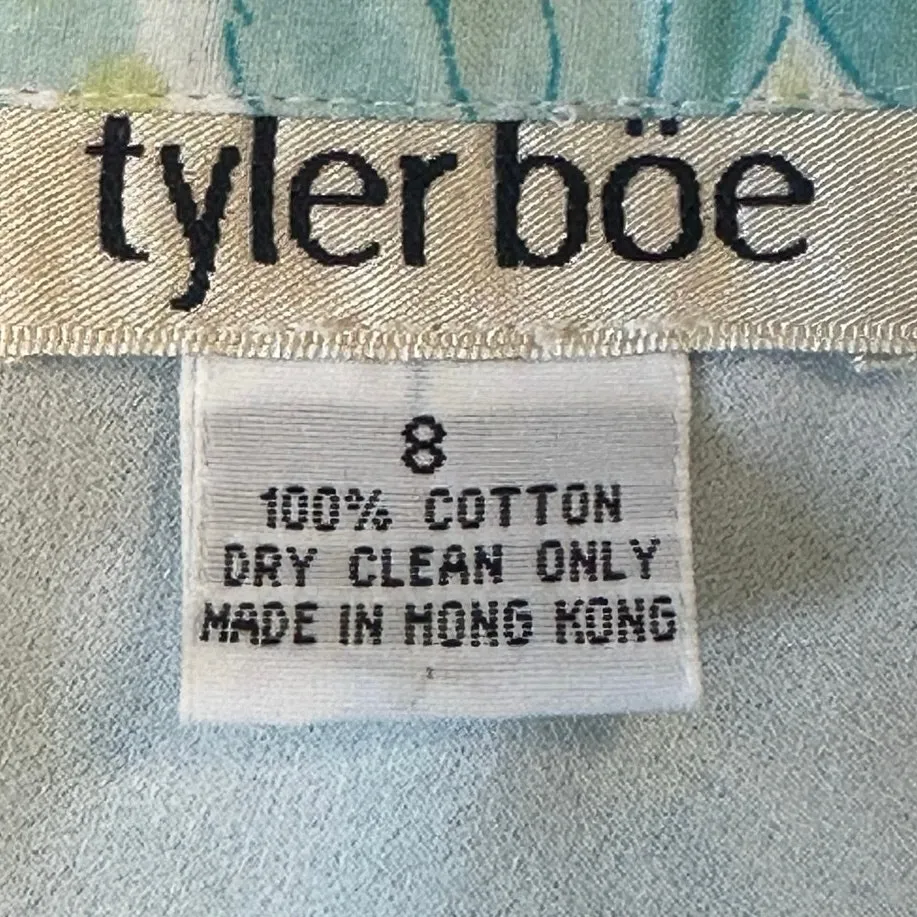 tyler böe
8
100% COTTON
DRY CLEAN ONLY
MADE IN HONG KONG